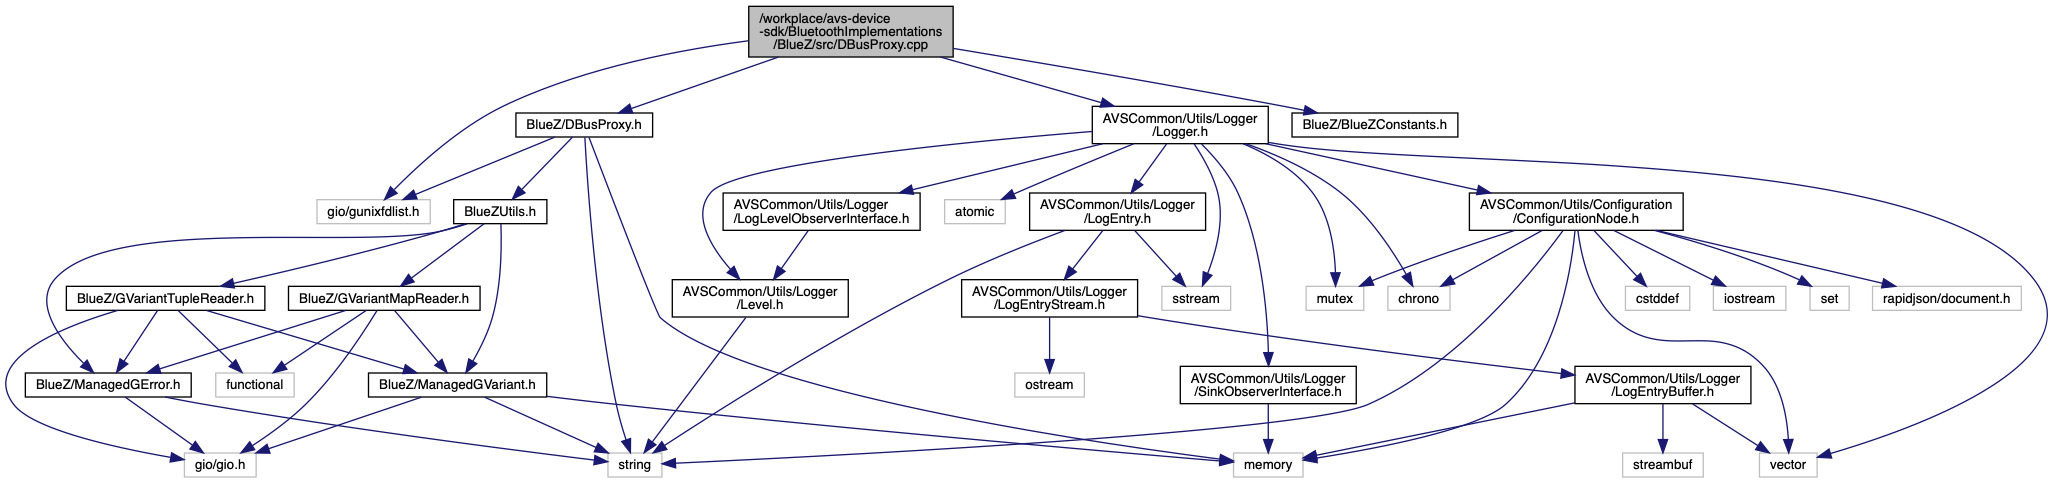 /workplace/avs-device
-sdk/BluetoothImplementations
/BlueZ/src/DBusProxy.cpp
BlueZ/DBusProxy.h
AVSCommon/Utils/Logger
/Logger.h
BlueZ/BlueZConstants.h
gio/gunixfdlist.h
BlueZUtils.h
AVSCommon/Utils/Logger
/LogLevelObserverInterface.h
atomic
AVSCommon/Utils/Logger
/LogEntry.h
AVSCommon/Utils/Configuration
/ConfigurationNode.h
BlueZ/GVariantTupleReader.h
BlueZ/GVariantMapReader.h
AVSCommon/Utils/Logger
/Level.h
AVSCommon/Utils/Logger
/LogEntryStream.h
sstream
mutex
chrono
cstddef
iostream
set
rapidjson/document.h
BlueZ/ManagedGError.h
functional
BlueZ/ManagedGVariant.h
ostream
AVSCommon/Utils/Logger
/SinkObserverInterface.h
AVSCommon/Utils/Logger
/LogEntryBuffer.h
gio/gio.h
string
memory
streambuf
vector